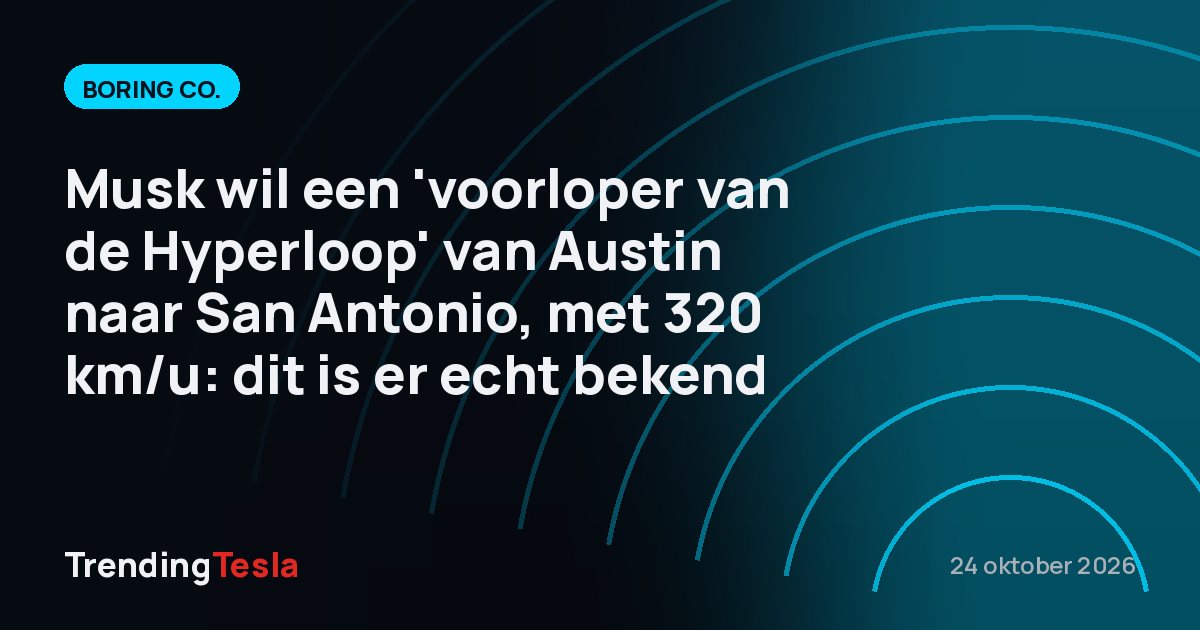 BORING CO.
Musk wil een 'voorloper van
de Hyperloop' van Austin
naar San Antonio, met 320
km/u: dit is er echt bekend
TrendingTesla
24 oktober 2026